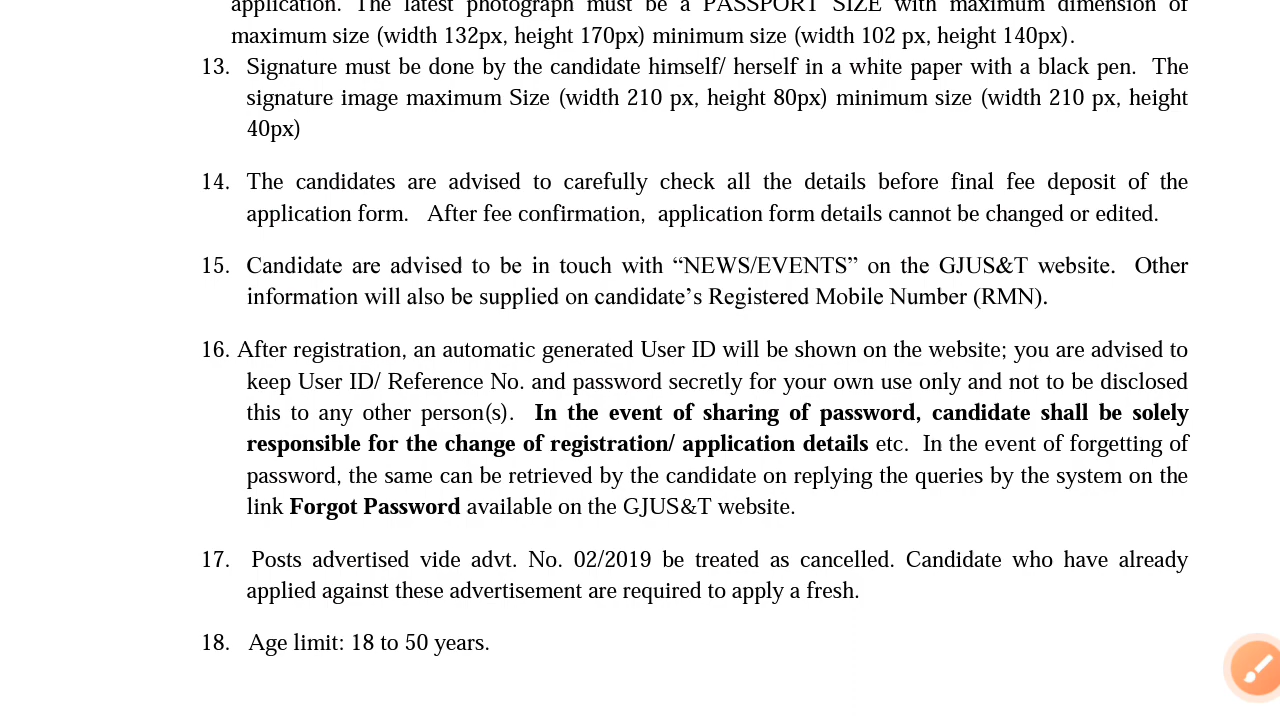 application. The latest photograph must be a PASSPORT SIZE with maximum dimension of
maximum size (width 132px, height 170px) minimum size (width 102 px, height 140px).
13. Signature must be done by the candidate himself/ herself in a white paper with a black pen. The
signature image maximum Size (width 210 px, height 80px) minimum size (width 210 px, height
40px)
14. The candidates are advised to carefully check all the details before final fee deposit of the
application form. After fee confirmation, application form details cannot be changed or edited.
15. Candidate are advised to be in touch with “NEWS/EVENTS” on the GJUS&T website. Other
information will also be supplied on candidate’s Registered Mobile Number (RMN).
16. After registration, an automatic generated User ID will be shown on the website; you are advised to
keep User ID/ Reference No. and password secretly for your own use only and not to be disclosed
this to any other person(s). In the event of sharing of password, candidate shall be solely
responsible for the change of registration/ application details etc. In the event of forgetting of
password, the same can be retrieved by the candidate on replying the queries by the system on the
link Forgot Password available on the GJUS&T website.
17. Posts advertised vide advt. No. 02/2019 be treated as cancelled. Candidate who have already
applied against these advertisement are required to apply a fresh.
18. Age limit: 18 to 50 years.